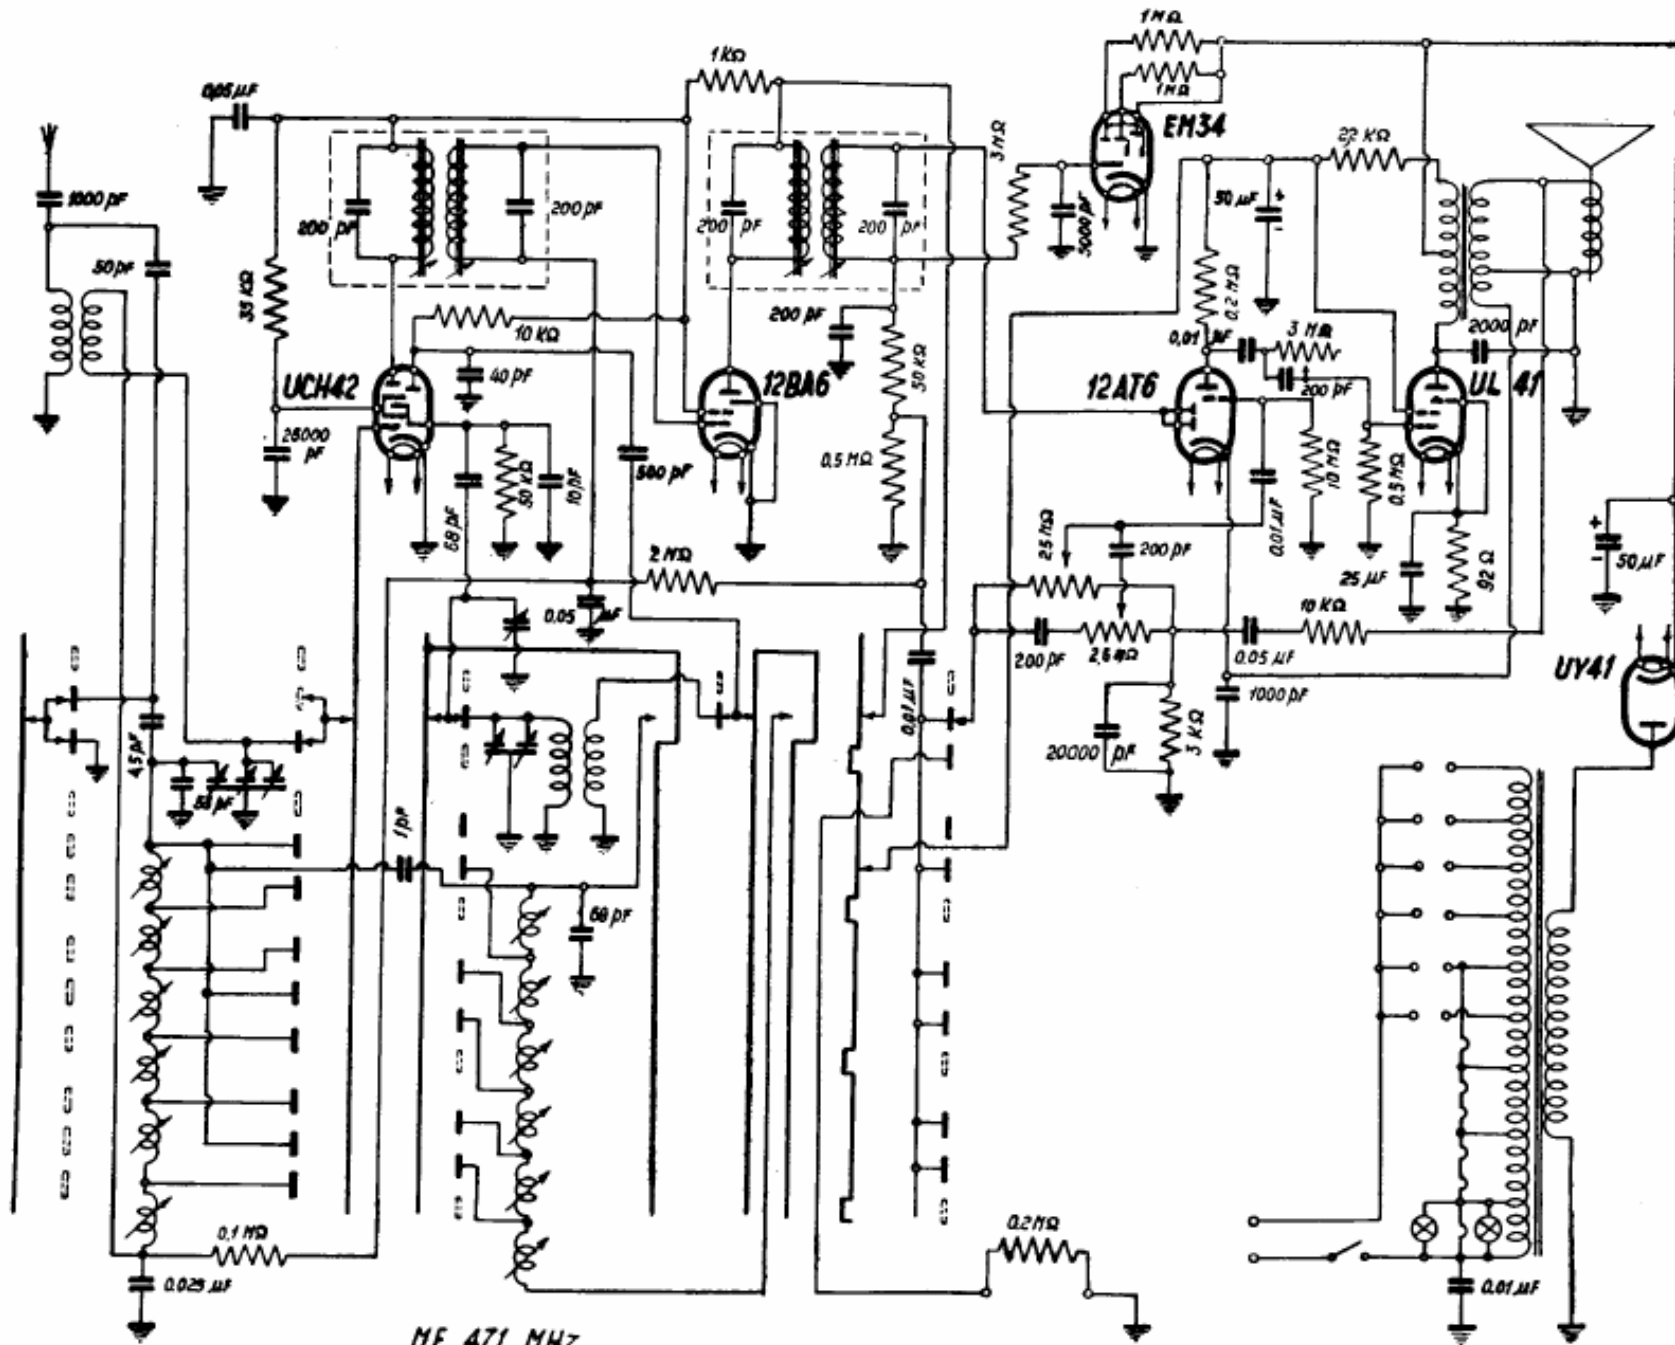 1 MΩ
1 MΩ
1 KΩ
0,05 µF
EM34
22 KΩ
3 MΩ
1000 pF
50 pF
200 pF
200 pF
200 pF
200 pF
5000 pF
50 µF
+
-
35 KΩ
0,2 MΩ
10 KΩ
200 pF
50 KΩ
0,01 µF
3 MΩ
2000 pF
UCH42
40 pF
12BA6
12AT6
200 pF
UL 41
25000
pF
50 KΩ
10 pF
500 pF
0,5 MΩ
10 MΩ
0,5 MΩ
68 pF
2 MΩ
25 MΩ
200 pF
0,01 µF
25 µF
92 Ω
+
-
50 µF
0,05
µF
200 pF
2,6 MΩ
0,05 µF
10 KΩ
UY41
4,5 pF
0,01 µF
1000 pF
20000 pF
3 KΩ
55 pF
1 pF
68 pF
0,1 MΩ
0.2 MΩ
0.025 µF
0,01 µF
MF 471 MHz